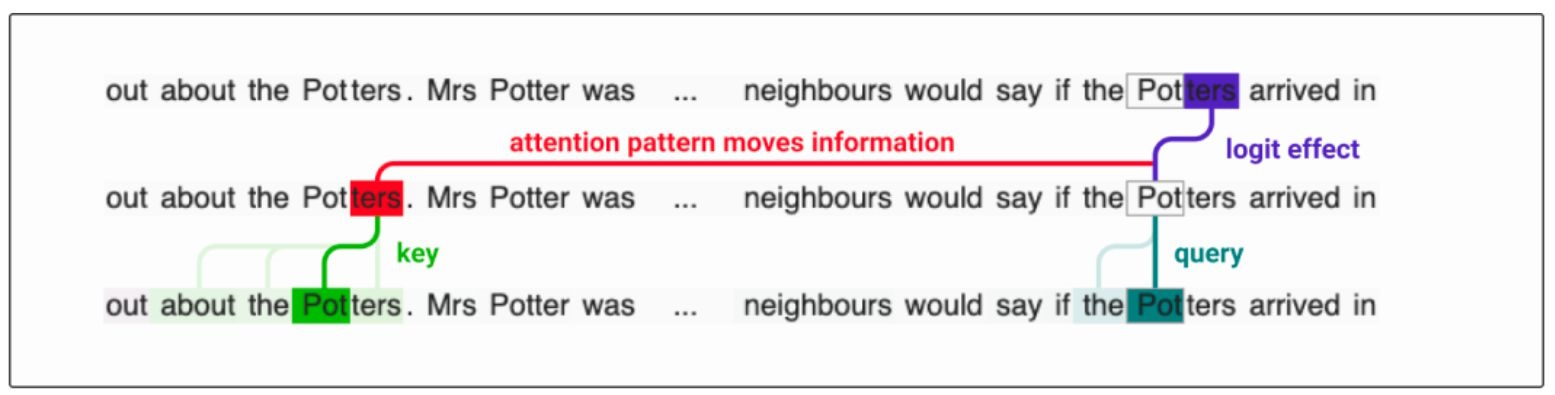 out about the Potters. Mrs Potter was ... neighbours would say if the Potters arrived in
attention pattern moves information
logit effect
out about the Potters. Mrs Potter was ... neighbours would say if the Potters arrived in
key
query
out about the Potters. Mrs Potter was ... neighbours would say if the Potters arrived in